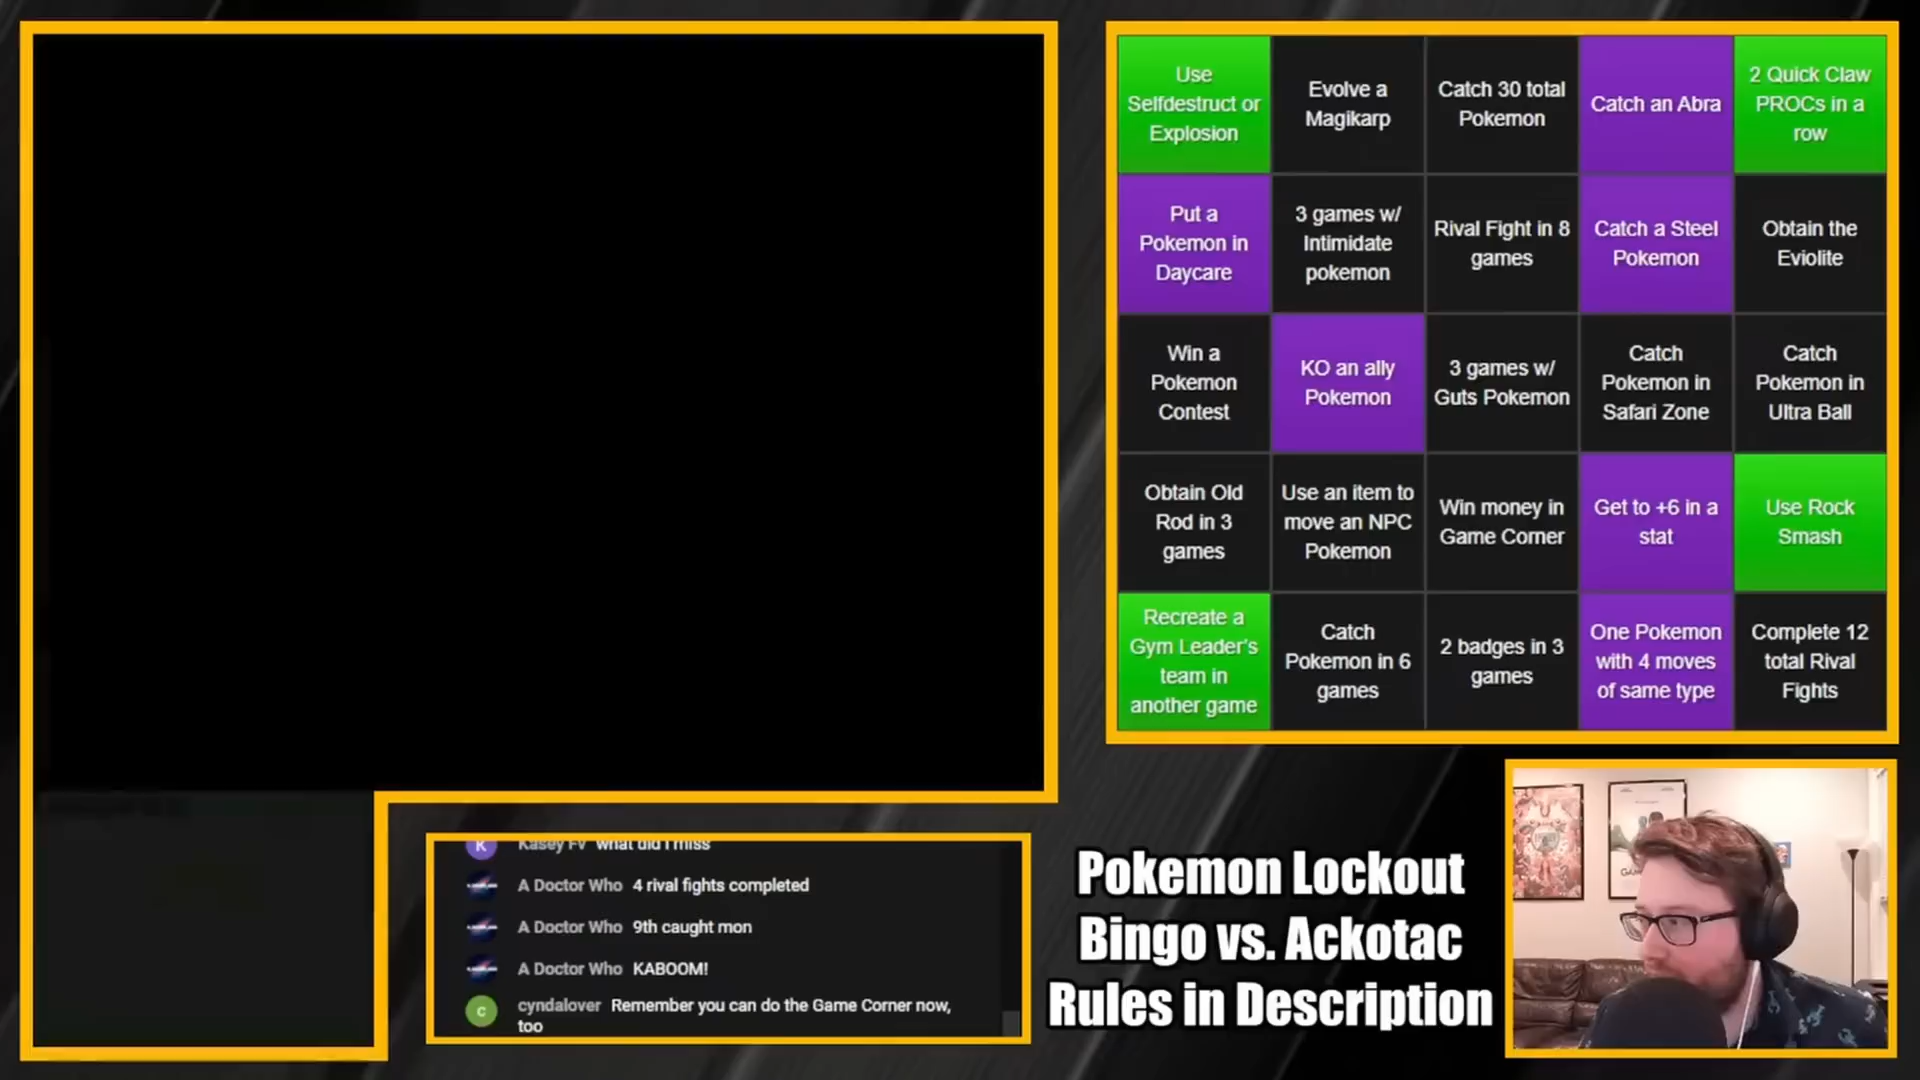 Use
Selfdestruct or
Explosion
Evolve a
Magikarp
Catch 30 total
Pokemon
Catch an Abra
2 Quick Claw
PROCs in a
row
Put a
Pokemon in
Daycare
3 games w/
Intimidate
pokemon
Rival Fight in 8
games
Catch a Steel
Pokemon
Obtain the
Eviolite
Win a
Pokemon
Contest
KO an ally
Pokemon
3 games w/
Guts Pokemon
Catch
Pokemon in
Safari Zone
Catch
Pokemon in
Ultra Ball
Obtain Old
Rod in 3
games
Use an item to
move an NPC
Pokemon
Win money in
Game Corner
Get to +6 in a
stat
Use Rock
Smash
Recreate a
Gym Leader's
team in
another game
Catch
Pokemon in 6
games
2 badges in 3
games
One Pokemon
with 4 moves
of same type
Complete 12
total Rival
Fights
K Kasey FV what did I miss
A Doctor Who 4 rival fights completed
A Doctor Who 9th caught mon
A Doctor Who KABOOM!
c cyndalover Remember you can do the Game Corner now,
too
Pokemon Lockout
Bingo vs. Ackotac
Rules in Description